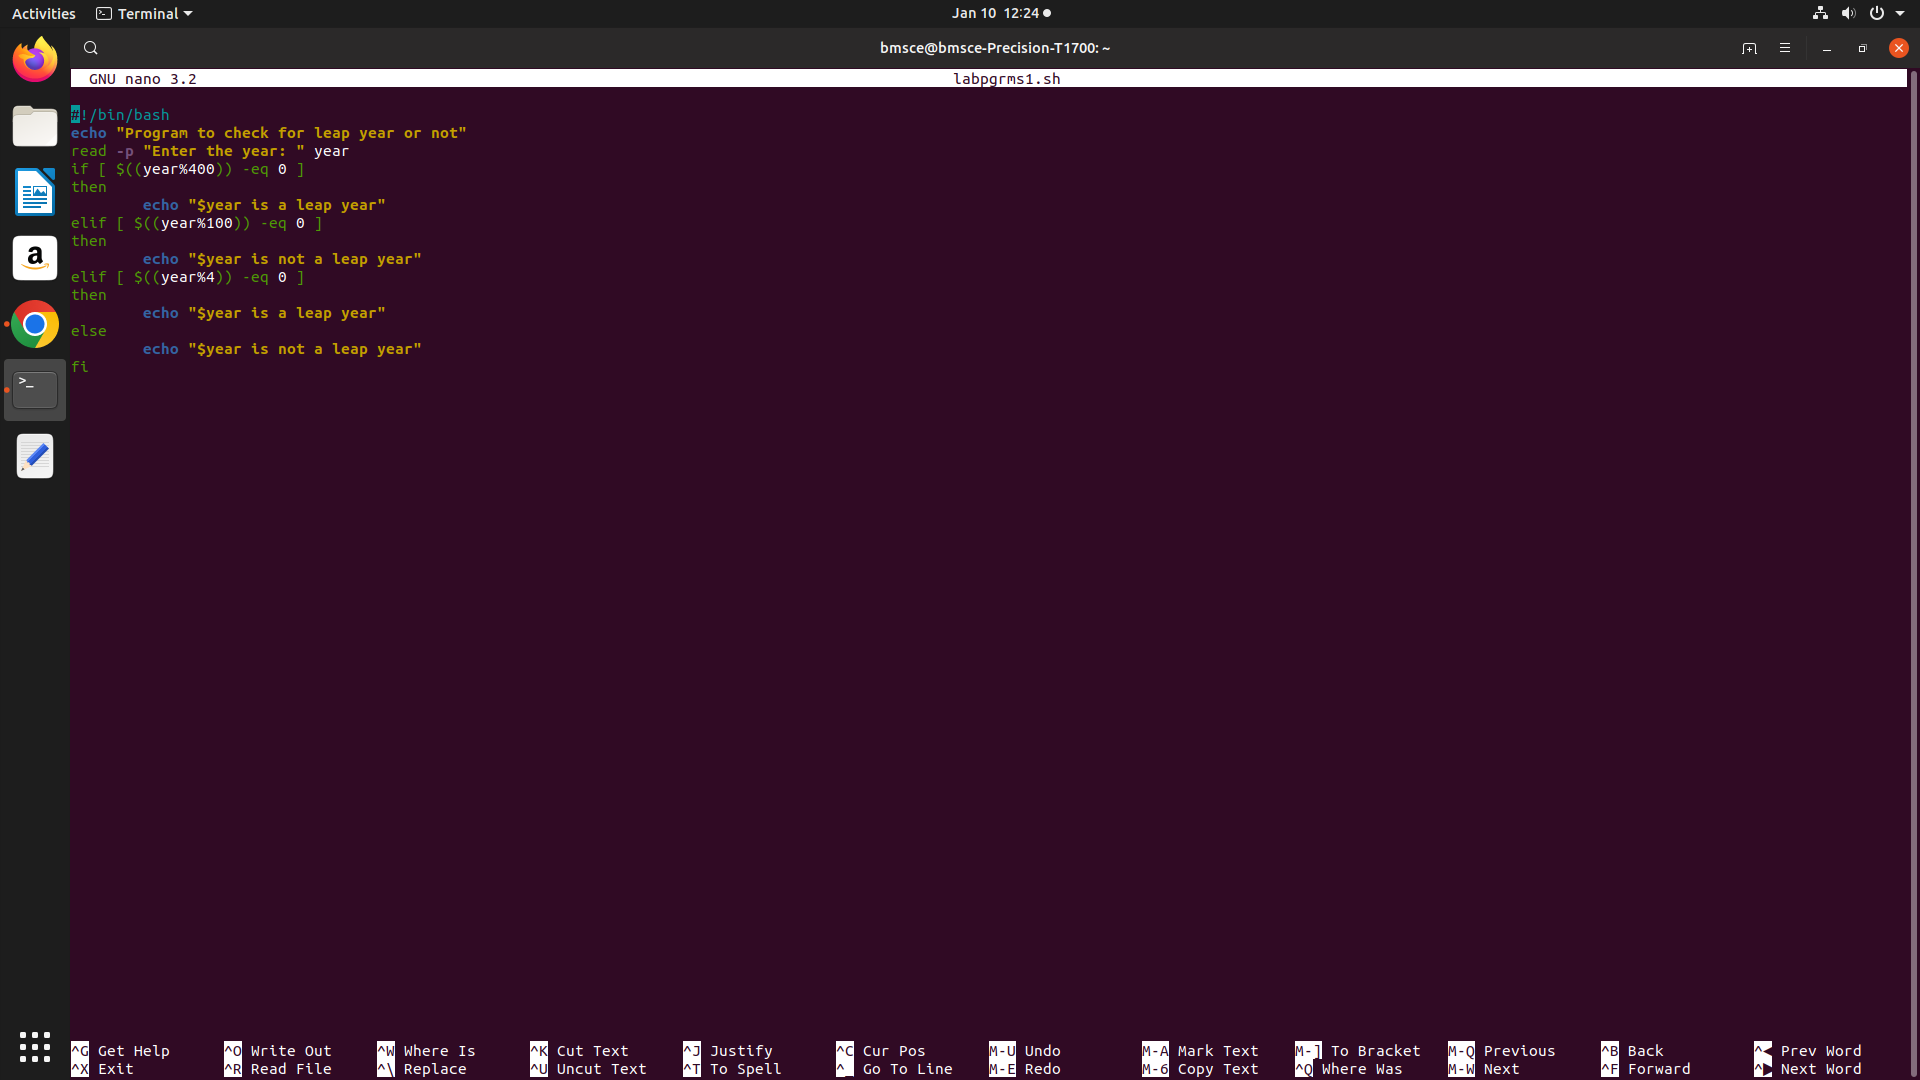 Activities Terminal Jan 10 12:24
bmsce@bmsce-Precision-T1700: ~
GNU nano 3.2 labpgrms1.sh
#!/bin/bash
echo "Program to check for leap year or not"
read -p "Enter the year: " year
if [ $((year%400)) -eq 0 ]
then
echo "$year is a leap year"
elif [ $((year%100)) -eq 0 ]
then
echo "$year is not a leap year"
elif [ $((year%4)) -eq 0 ]
then
echo "$year is a leap year"
else
echo "$year is not a leap year"
fi
^G Get Help ^O Write Out ^W Where Is ^K Cut Text ^J Justify ^C Cur Pos M-U Undo M-A Mark Text M-] To Bracket M-Q Previous ^B Back ^◀ Prev Word
^X Exit ^R Read File ^\ Replace ^U Uncut Text ^T To Spell ^_ Go To Line M-E Redo M-6 Copy Text ^Q Where Was M-W Next ^F Forward ^▶ Next Word